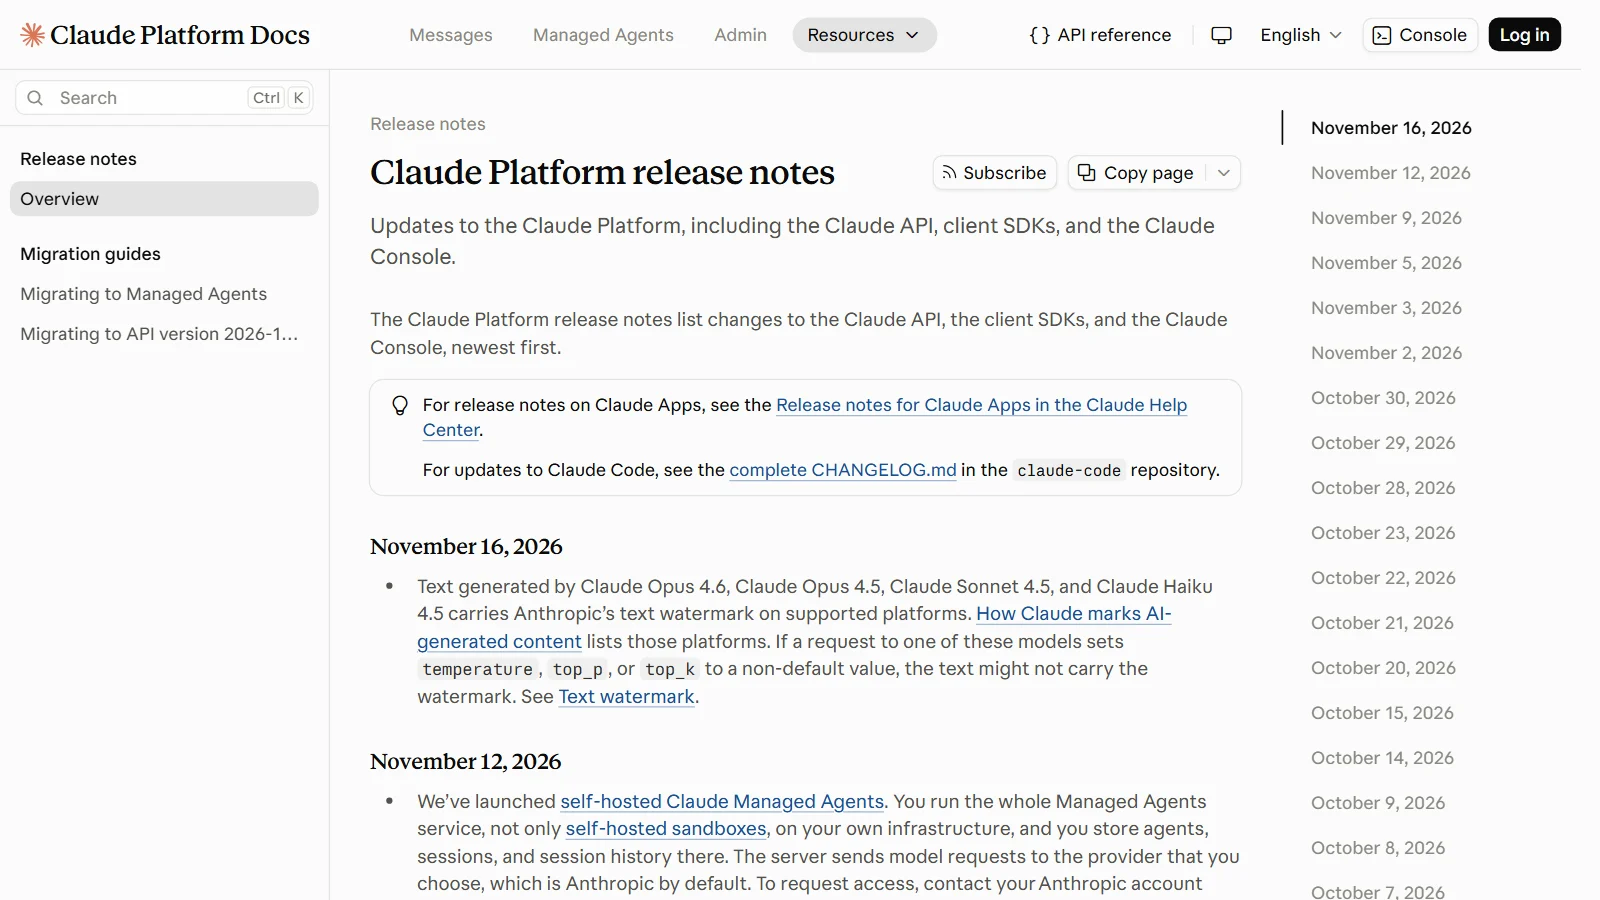 Claude Platform Docs
Messages
Managed Agents
Admin
Resources
{ } API reference
English
Console
Log in
Search
Ctrl K
Release notes
Overview
Migration guides
Migrating to Managed Agents
Migrating to API version 2026-1...
Release notes
Claude Platform release notes
Subscribe
Copy page
Updates to the Claude Platform, including the Claude API, client SDKs, and the Claude
Console.
The Claude Platform release notes list changes to the Claude API, the client SDKs, and the Claude
Console, newest first.
For release notes on Claude Apps, see the Release notes for Claude Apps in the Claude Help
Center.
For updates to Claude Code, see the complete CHANGELOG.md in the claude-code repository.
November 16, 2026
Text generated by Claude Opus 4.6, Claude Opus 4.5, Claude Sonnet 4.5, and Claude Haiku
4.5 carries Anthropic’s text watermark on supported platforms. How Claude marks AI-
generated content lists those platforms. If a request to one of these models sets
temperature, top_p, or top_k to a non-default value, the text might not carry the
watermark. See Text watermark.
November 12, 2026
We’ve launched self-hosted Claude Managed Agents. You run the whole Managed Agents
service, not only self-hosted sandboxes, on your own infrastructure, and you store agents,
sessions, and session history there. The server sends model requests to the provider that you
choose, which is Anthropic by default. To request access, contact your Anthropic account
November 16, 2026
November 12, 2026
November 9, 2026
November 5, 2026
November 3, 2026
November 2, 2026
October 30, 2026
October 29, 2026
October 28, 2026
October 23, 2026
October 22, 2026
October 21, 2026
October 20, 2026
October 15, 2026
October 14, 2026
October 9, 2026
October 8, 2026
October 7, 2026